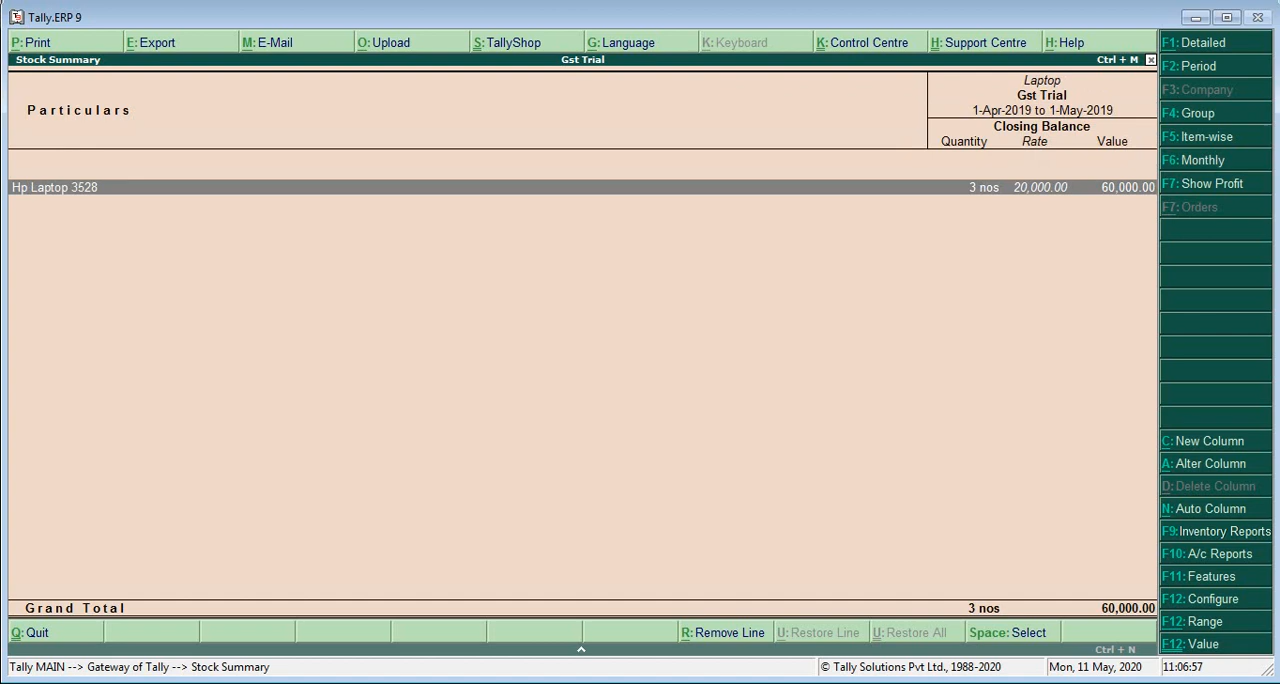 Tally.ERP 9
P: Print E: Export M: E-Mail O: Upload S: TallyShop G: Language K: Keyboard K: Control Centre H: Support Centre H: Help
Stock Summary Gst Trial Ctrl + M
Particulars
Laptop
Gst Trial
1-Apr-2019 to 1-May-2019
Closing Balance
Quantity Rate Value
Hp Laptop 3528 3 nos 20,000.00 60,000.00
Grand Total 3 nos 60,000.00
F1: Detailed
F2: Period
F3: Company
F4: Group
F5: Item-wise
F6: Monthly
F7: Show Profit
F7: Orders
C: New Column
A: Alter Column
D: Delete Column
N: Auto Column
F9: Inventory Reports
F10: A/c Reports
F11: Features
F12: Configure
F12: Range
F12: Value
Q: Quit R: Remove Line U: Restore Line U: Restore All Space: Select
Ctrl + N
Tally MAIN --> Gateway of Tally --> Stock Summary © Tally Solutions Pvt Ltd., 1988-2020 Mon, 11 May, 2020 11:06:57